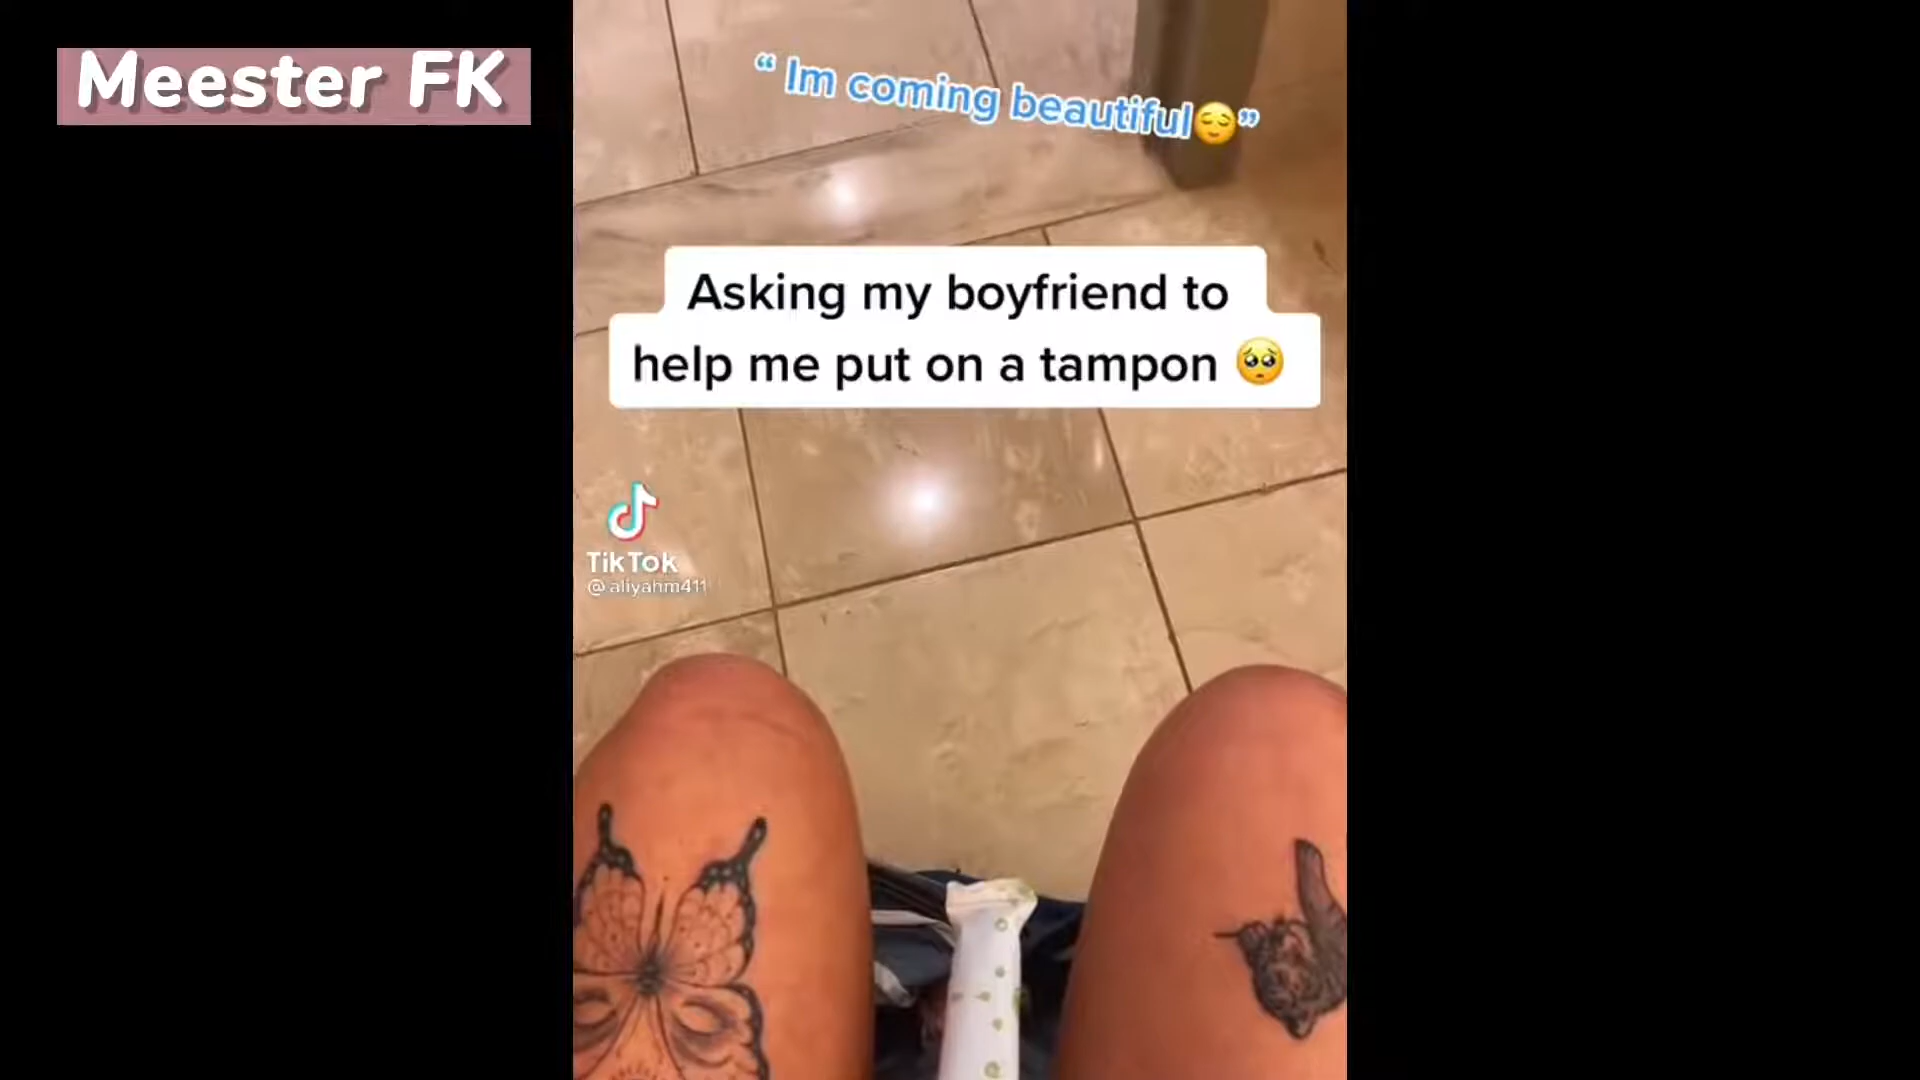 Meester FK
“ Im coming beautiful😌”
Asking my boyfriend to
help me put on a tampon 🥺
TikTok
@aliyahm411